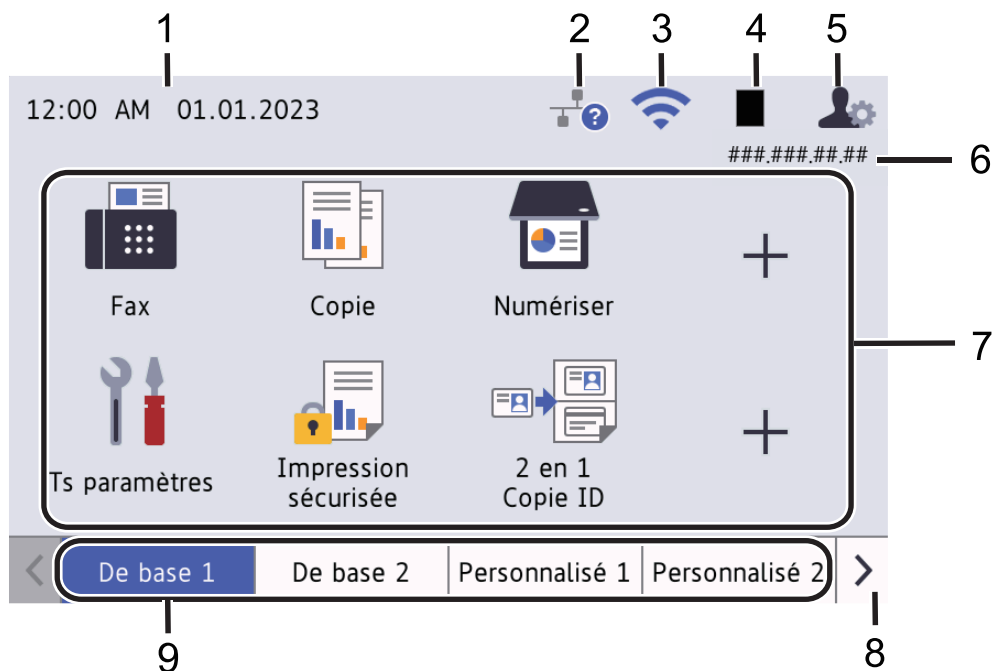 1 2 3 4 5
12:00 AM 01.01.2023
?
###.###.##.## 6
Fax Copie Numériser
7
Ts paramètres Impression sécurisée 2 en 1 Copie ID
De base 1 De base 2 Personnalisé 1 Personnalisé 2
9 8